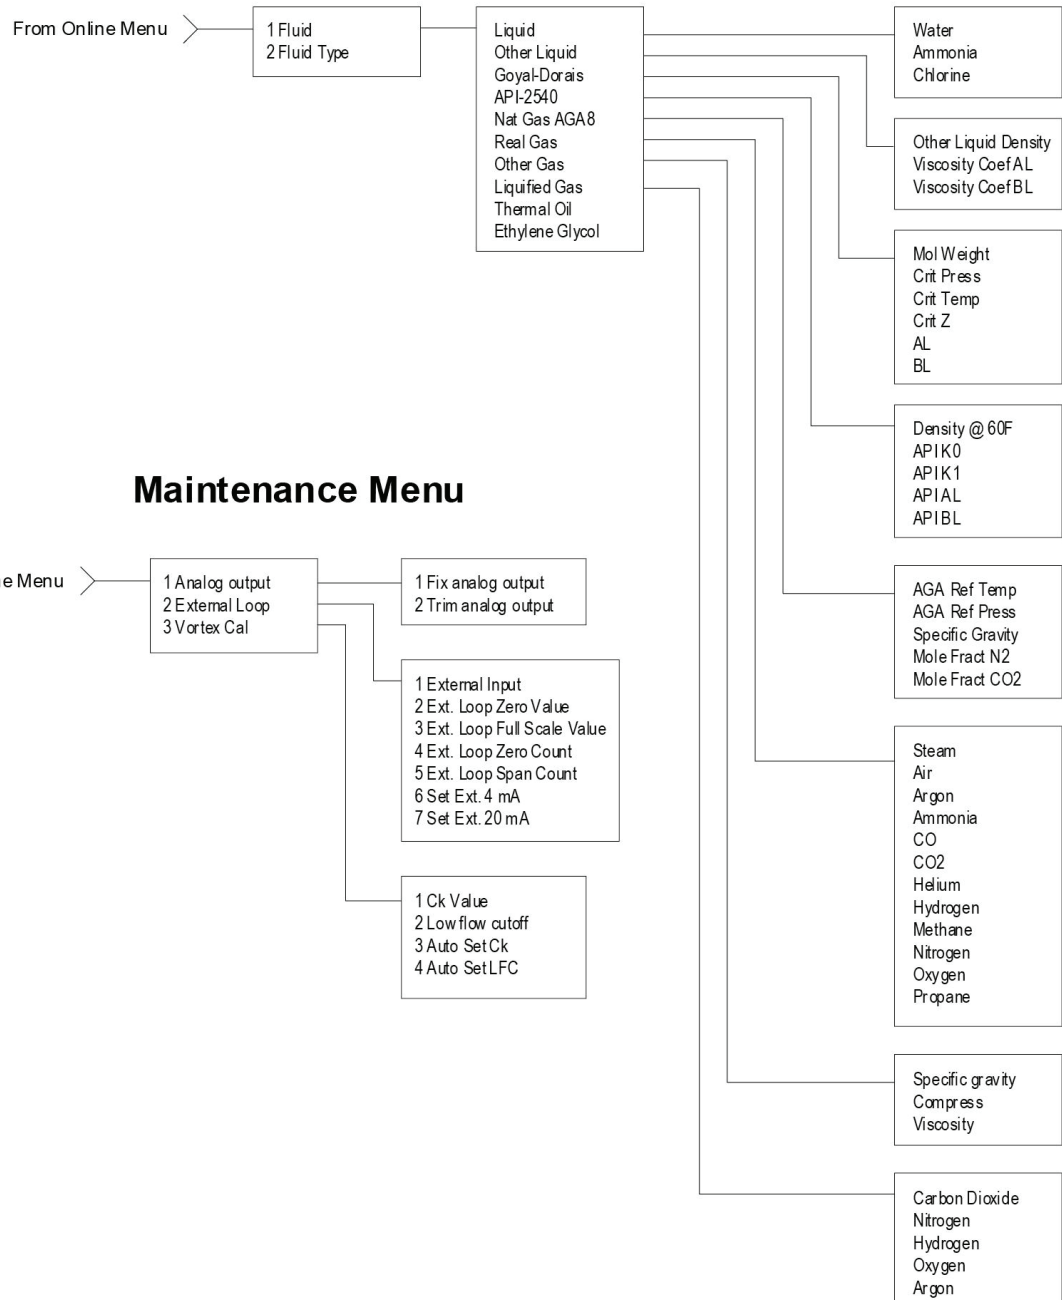 From Online Menu
1 Fluid
2 Fluid Type
Liquid
Other Liquid
Goyal-Dorais
API-2540
Nat Gas AGA8
Real Gas
Other Gas
Liquified Gas
Thermal Oil
Ethylene Glycol
Water
Ammonia
Chlorine
Other Liquid Density
Viscosity Coef AL
Viscosity Coef BL
Mol Weight
Crit Press
Crit Temp
Crit Z
AL
BL
Density @ 60F
API K0
API K1
API AL
API BL
AGA Ref Temp
AGA Ref Press
Specific Gravity
Mole Fract N2
Mole Fract CO2
Steam
Air
Argon
Ammonia
CO
CO2
Helium
Hydrogen
Methane
Nitrogen
Oxygen
Propane
Specific gravity
Compress
Viscosity
Carbon Dioxide
Nitrogen
Hydrogen
Oxygen
Argon
Maintenance Menu
e Menu
1 Analog output
2 External Loop
3 Vortex Cal
1 Fix analog output
2 Trim analog output
1 External Input
2 Ext. Loop Zero Value
3 Ext. Loop Full Scale Value
4 Ext. Loop Zero Count
5 Ext. Loop Span Count
6 Set Ext. 4 mA
7 Set Ext. 20 mA
1 Ck Value
2 Low flow cutoff
3 Auto Set Ck
4 Auto Set LFC